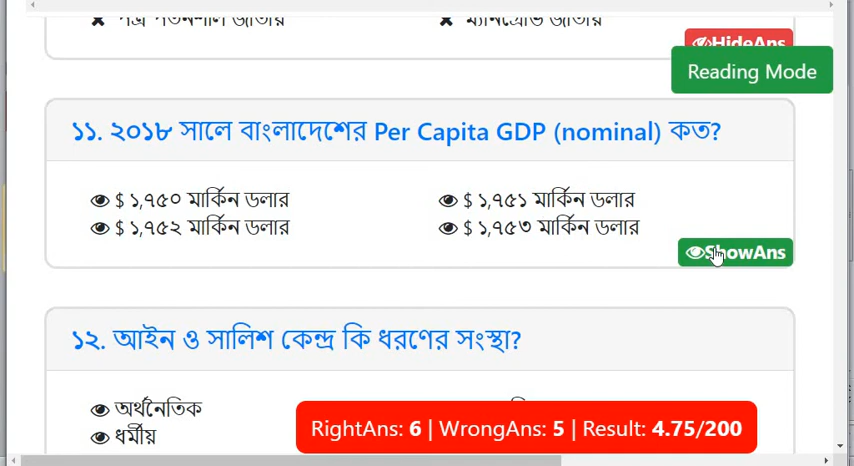 HideAns
Reading Mode
১১. ২০১৮ সালে বাংলাদেশের Per Capita GDP (nominal) কত?
$ ১,৭৫০ মার্কিন ডলার
$ ১,৭৫১ মার্কিন ডলার
$ ১,৭৫২ মার্কিন ডলার
$ ১,৭৫৩ মার্কিন ডলার
ShowAns
১২. আইন ও সালিশ কেন্দ্র কি ধরণের সংস্থা?
অর্থনৈতিক
ধর্মীয়
RightAns: 6 | WrongAns: 5 | Result: 4.75/200